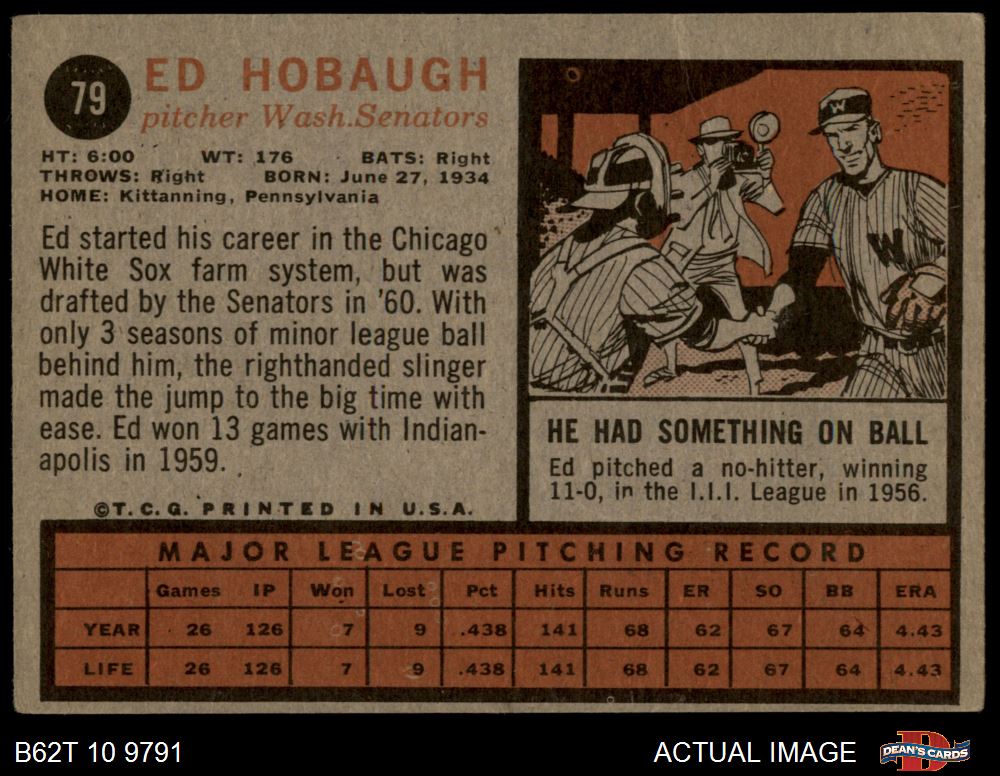 79
ED HOBAUGH
pitcher Wash.Senators
HT: 6:00 WT: 176 BATS: Right
THROWS: Right BORN: June 27, 1934
HOME: Kittanning, Pennsylvania
Ed started his career in the Chicago
White Sox farm system, but was
drafted by the Senators in '60. With
only 3 seasons of minor league ball
behind him, the righthanded slinger
made the jump to the big time with
ease. Ed won 13 games with Indian-
apolis in 1959.
©T.C.G. PRINTED IN U.S.A.
W
W
HE HAD SOMETHING ON BALL
Ed pitched a no-hitter, winning
11-0, in the I.I.I. League in 1956.
MAJOR LEAGUE PITCHING RECORD
Games IP Won Lost Pct Hits Runs ER SO BB ERA
YEAR 26 126 7 9 .438 141 68 62 67 64 4.43
LIFE 26 126 7 9 .438 141 68 62 67 64 4.43
B62T 10 9791
ACTUAL IMAGE
D
DEAN'S CARDS